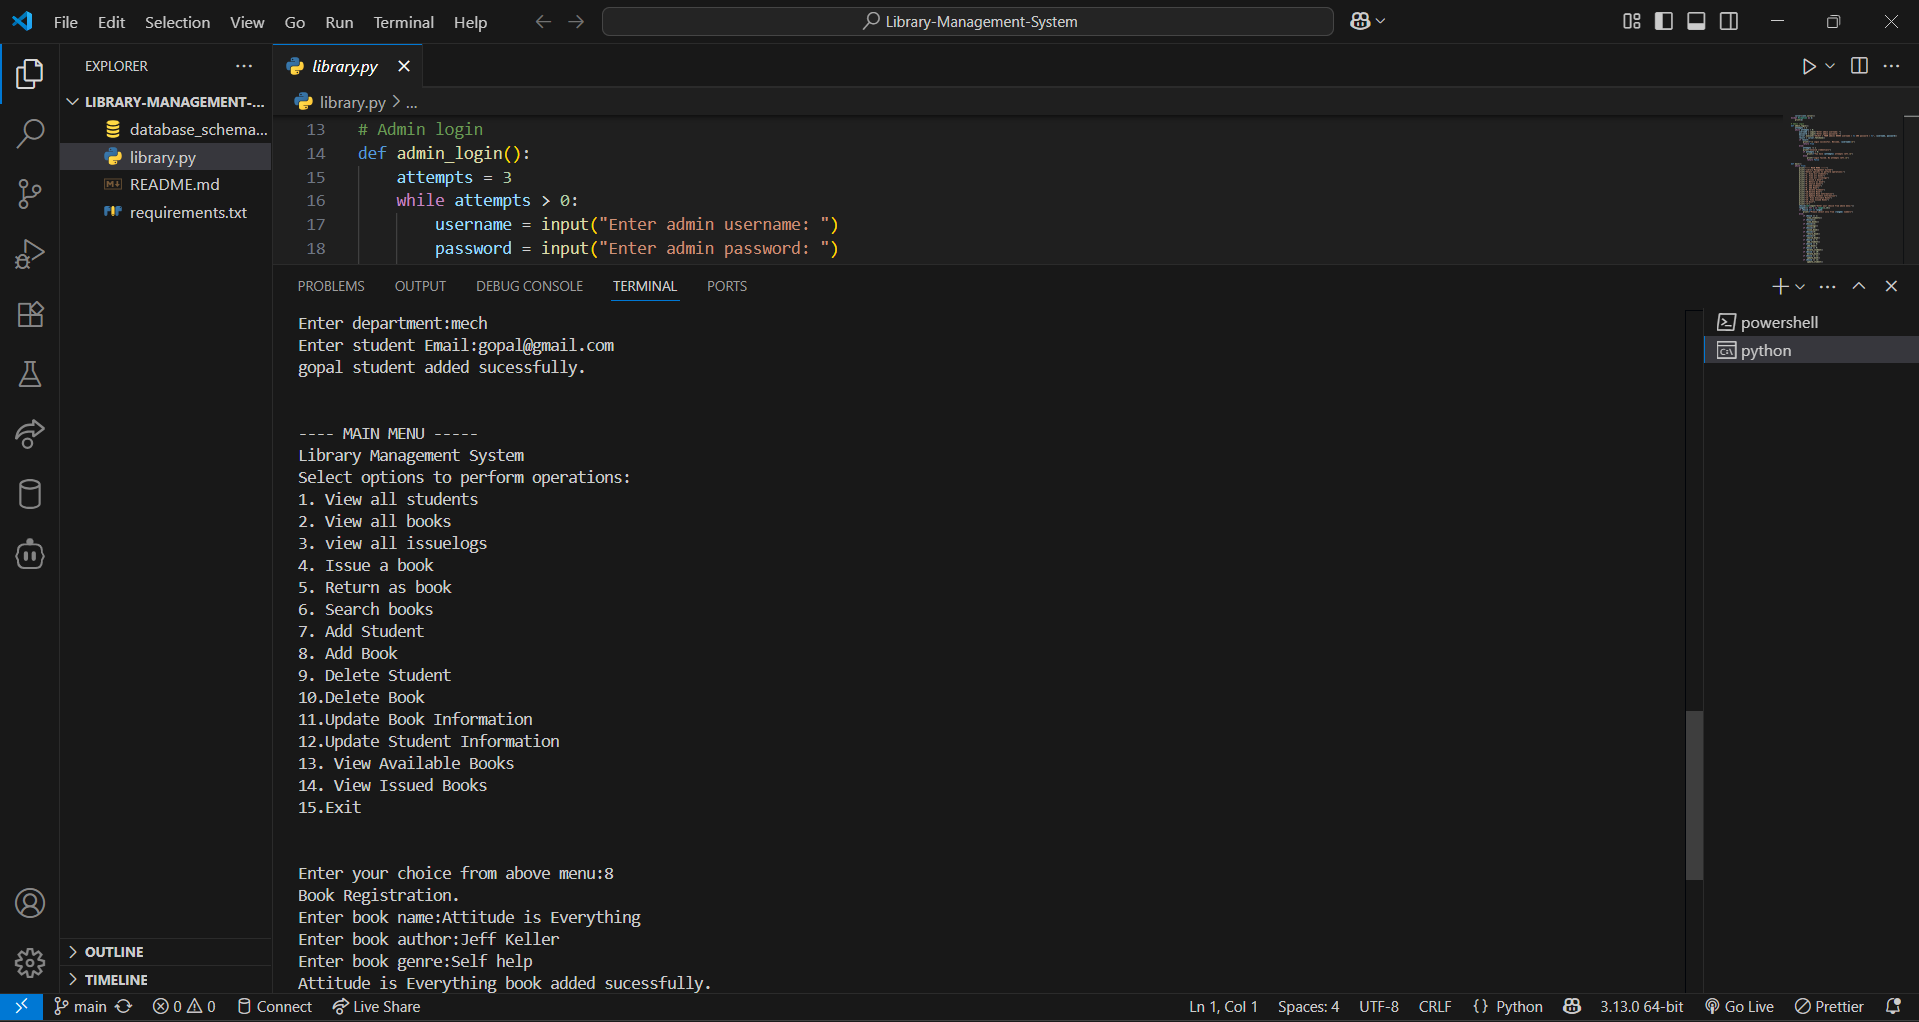 File Edit Selection View Go Run Terminal Help
Library-Management-System
EXPLORER
LIBRARY-MANAGEMENT-...
database_schema...
library.py
README.md
requirements.txt
OUTLINE
TIMELINE
library.py
library.py > ...
13 # Admin login
14 def admin_login():
15 attempts = 3
16 while attempts > 0:
17 username = input("Enter admin username: ")
18 password = input("Enter admin password: ")
PROBLEMS OUTPUT DEBUG CONSOLE TERMINAL PORTS
powershell
python
Enter department:mech
Enter student Email:gopal@gmail.com
gopal student added sucessfully.
---- MAIN MENU -----
Library Management System
Select options to perform operations:
1. View all students
2. View all books
3. view all issuelogs
4. Issue a book
5. Return as book
6. Search books
7. Add Student
8. Add Book
9. Delete Student
10.Delete Book
11.Update Book Information
12.Update Student Information
13. View Available Books
14. View Issued Books
15.Exit
Enter your choice from above menu:8
Book Registration.
Enter book name:Attitude is Everything
Enter book author:Jeff Keller
Enter book genre:Self help
Attitude is Everything book added sucessfully.
main 0 0 Connect Live Share Ln 1, Col 1 Spaces: 4 UTF-8 CRLF {} Python 3.13.0 64-bit Go Live Prettier